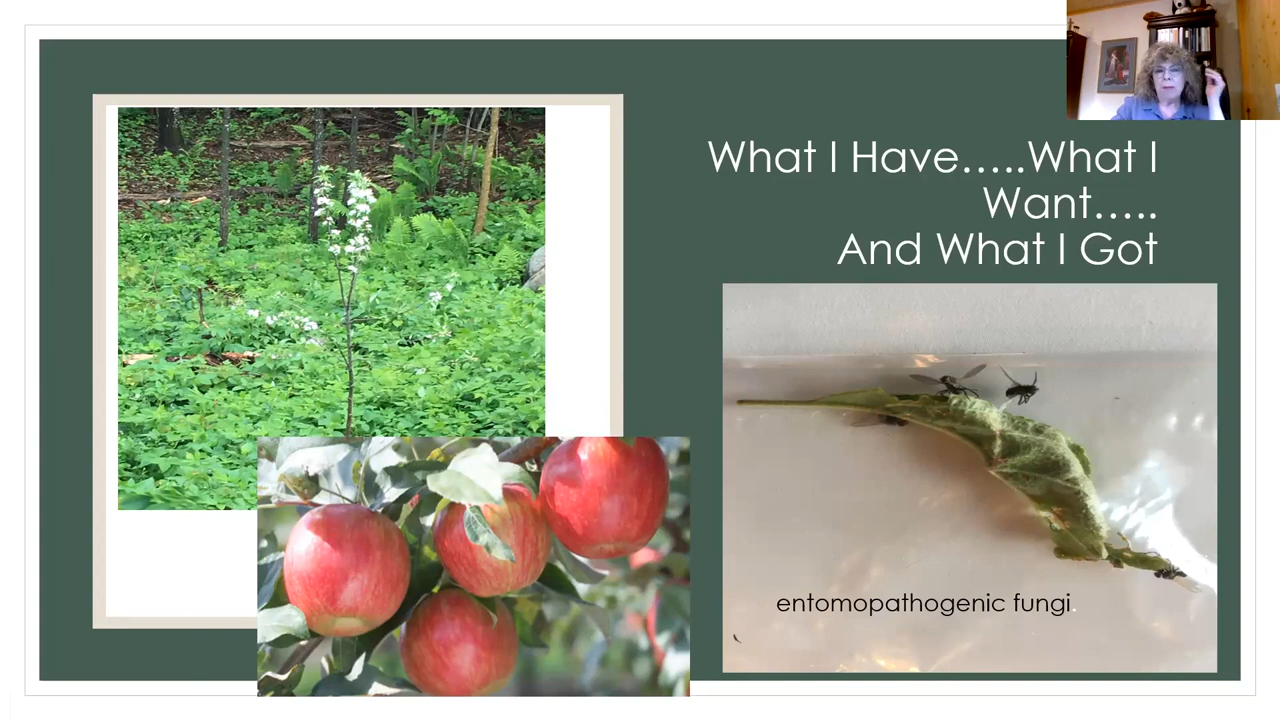 What I Have.....What I
Want.....
And What I Got
entomopathogenic fungi.